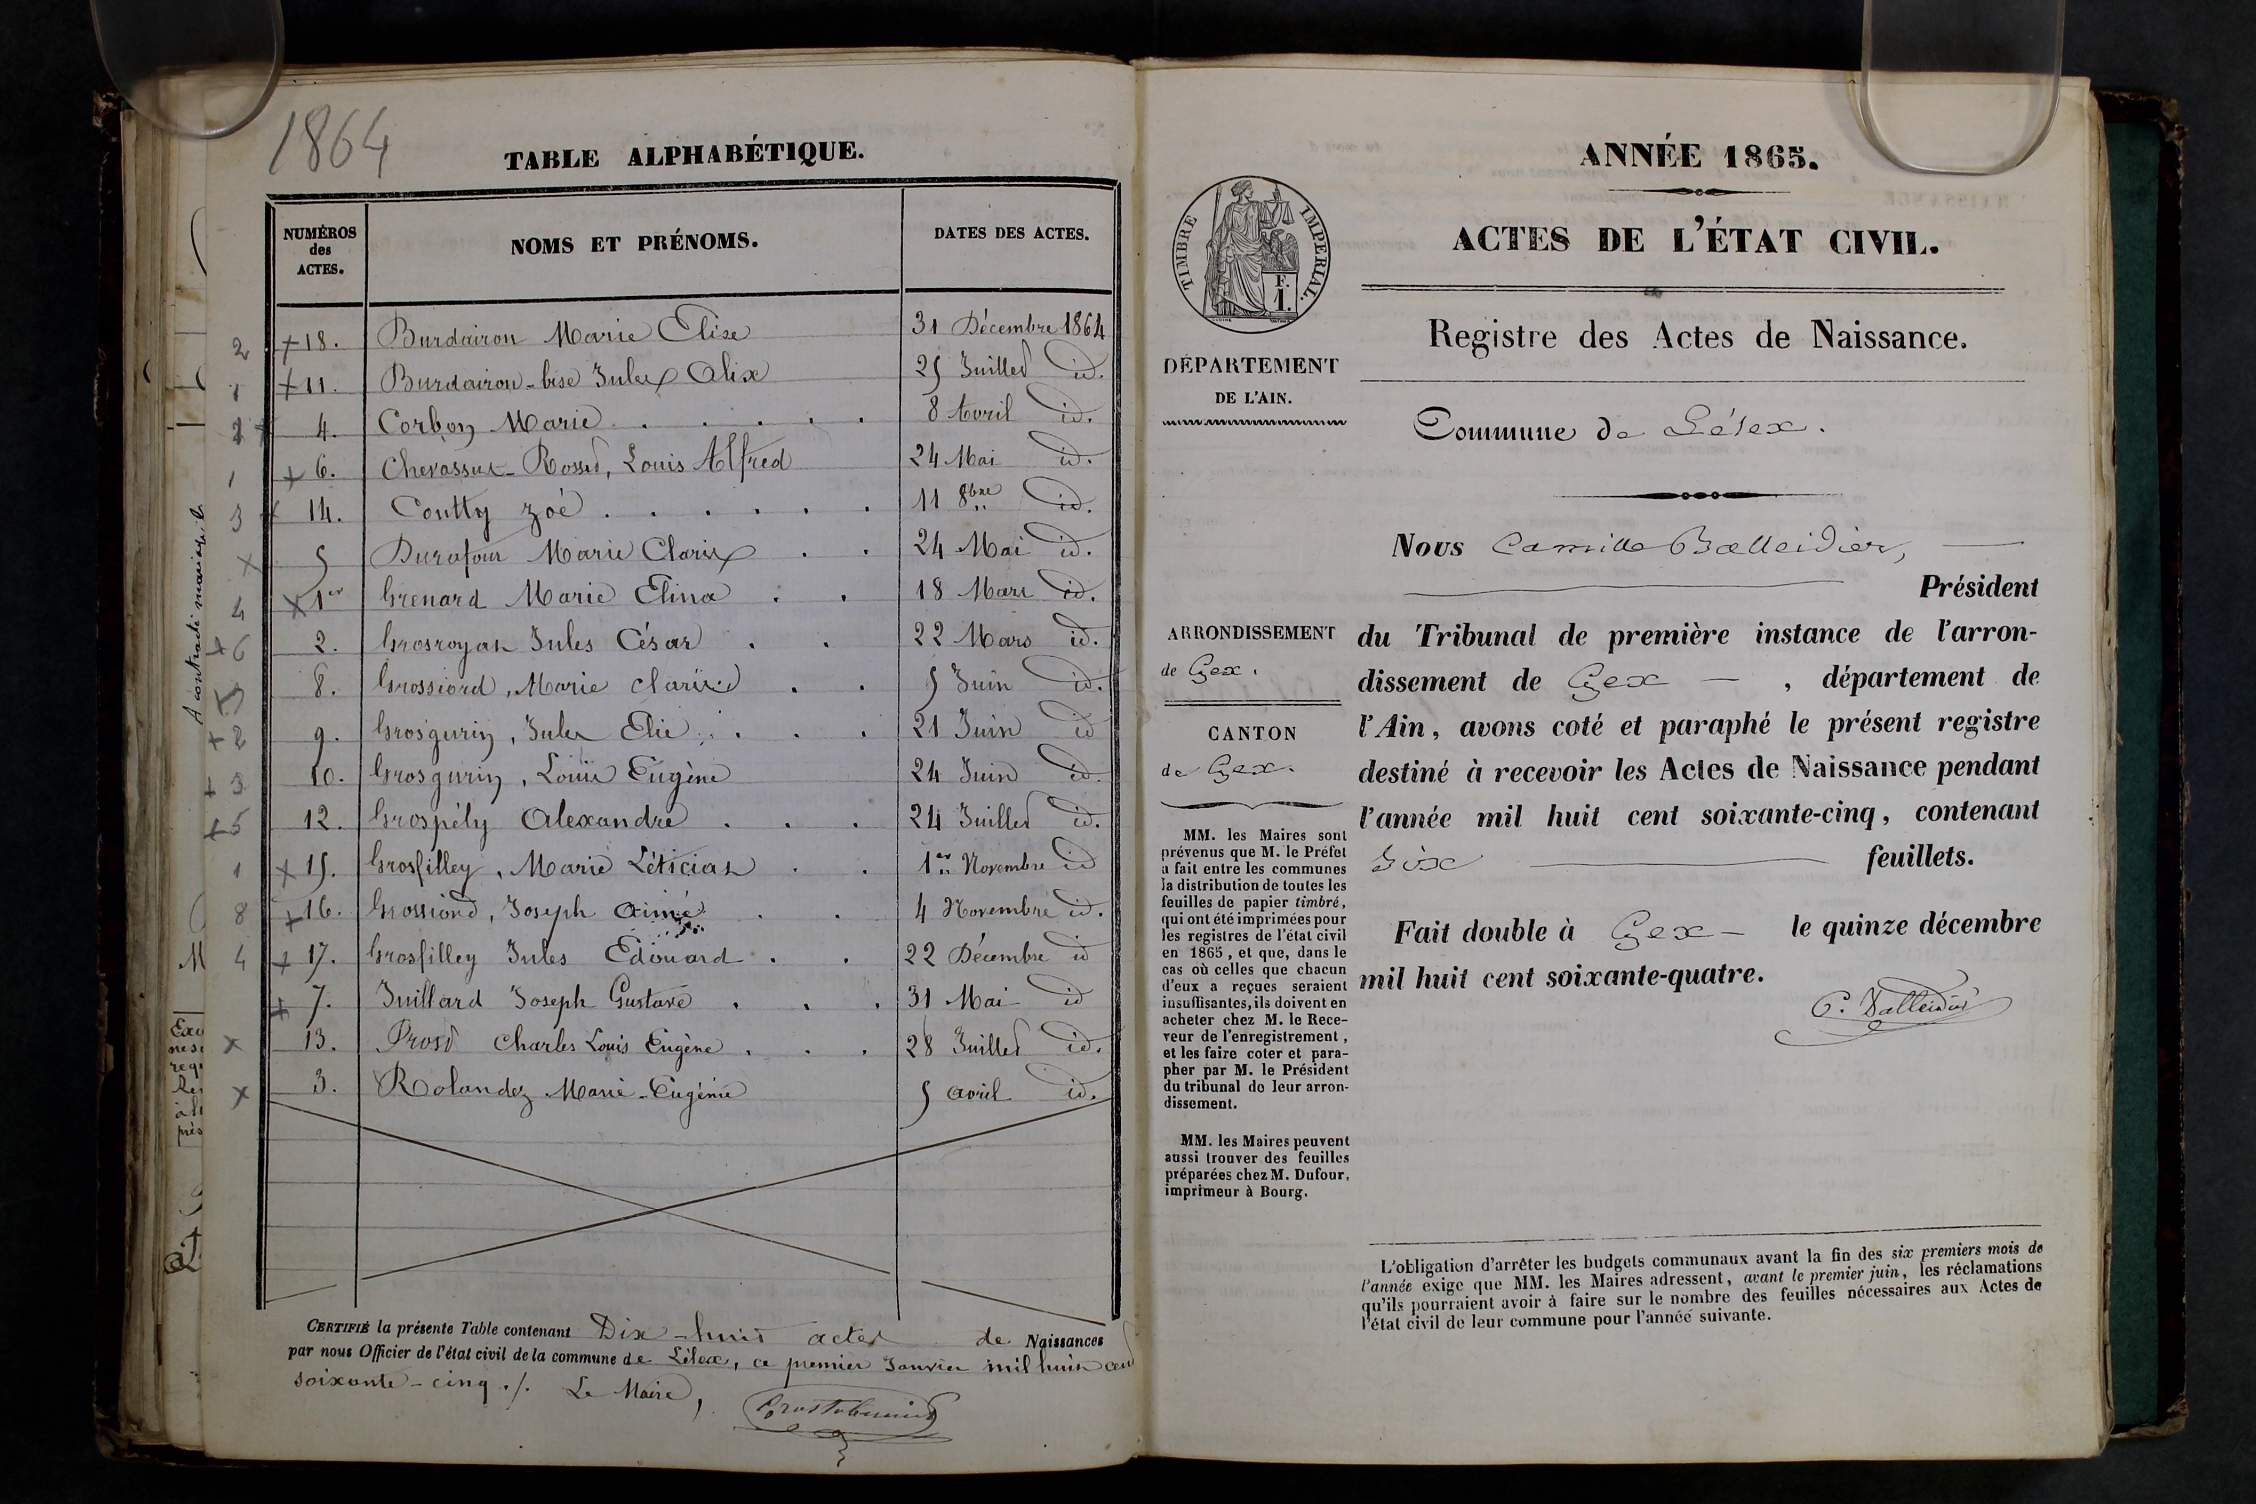 1864
TABLE ALPHABÉTIQUE.
NUMÉROS des ACTES. NOMS ET PRÉNOMS. DATES DES ACTES.
2 +18. Burdairon Marie Elise 31 Décembre 1864
1 +11. Burdairon-bise Jules Alix 25 Juillet id.
2 + 4. Corboz Marie . . . . . 8 Avril id.
1 + 6. Chevassus-Rosset, Louis Alfred 24 Mai id.
3 x 14. Coutty Zoé . . . . . . 11 8bre id.
x 5 Durafour Marie Clarix . . 24 Mai id.
4 x 1er Grenard Marie Elina . . 18 Mars id.
+6 2. Grosroyat Jules César . . 22 Mars id.
8. Grossiord, Marie clarisse . . 5 Juin id.
+2 9. Grosgurin, Jules Elie . . . 21 Juin id
+ 3 10. Grosgurin, Louis Eugène 24 Juin id.
+5 12. Grospély Alexandre . . . 24 Juillet id.
1 x 15. Grosfilley, Marie Léticia . . 1er Novembre id
8 +16. Grossiord, Joseph Aimé . . 4 Novembre id.
4 + 17. Grosfilley Jules Edouard . . 22 Décembre id
+ 7. Juillard Joseph Gustave . . . 31 Mai id
x 13. Prost Charles Louis Eugène . . . 28 Juillet id.
x 3. Rolandez Marie-Eugénie 5 avril id.
CERTIFIÉ la présente Table contenant Dix-huit actes de Naissances
par nous Officier de l'état civil de la commune de Lélex, ce premier Janvier mil huit cent
soixante-cinq ./. Le Maire,
ANNÉE 1865.
ACTES DE L'ÉTAT CIVIL.
TIMBRE IMPERIAL.
F.
1.
Registre des Actes de Naissance.
DÉPARTEMENT
DE L'AIN.
Commune de Lélex.
Nous Camille Balleidier,
Président
du Tribunal de première instance de l'arron-
dissement de Gex — , département de
l'Ain, avons coté et paraphé le présent registre
destiné à recevoir les Actes de Naissance pendant
l'année mil huit cent soixante-cinq, contenant
Six feuillets.
Fait double à Gex — le quinze décembre
mil huit cent soixante-quatre.
C. Balleidier
ARRONDISSEMENT
de Gex.
CANTON
de Gex.
MM. les Maires sont
prévenus que M. le Préfet
a fait entre les communes
la distribution de toutes les
feuilles de papier timbré,
qui ont été imprimées pour
les registres de l'état civil
en 1865, et que, dans le
cas où celles que chacun
d'eux a reçues seraient
insuffisantes, ils doivent en
acheter chez M. le Rece-
veur de l'enregistrement,
et les faire coter et para-
pher par M. le Président
du tribunal de leur arron-
dissement.
MM. les Maires peuvent
aussi trouver des feuilles
préparées chez M. Dufour,
imprimeur à Bourg.
L'obligation d'arrêter les budgets communaux avant la fin des six premiers mois de
l'année exige que MM. les Maires adressent, avant le premier juin, les réclamations
qu'ils pourraient avoir à faire sur le nombre des feuilles nécessaires aux Actes de
l'état civil de leur commune pour l'année suivante.